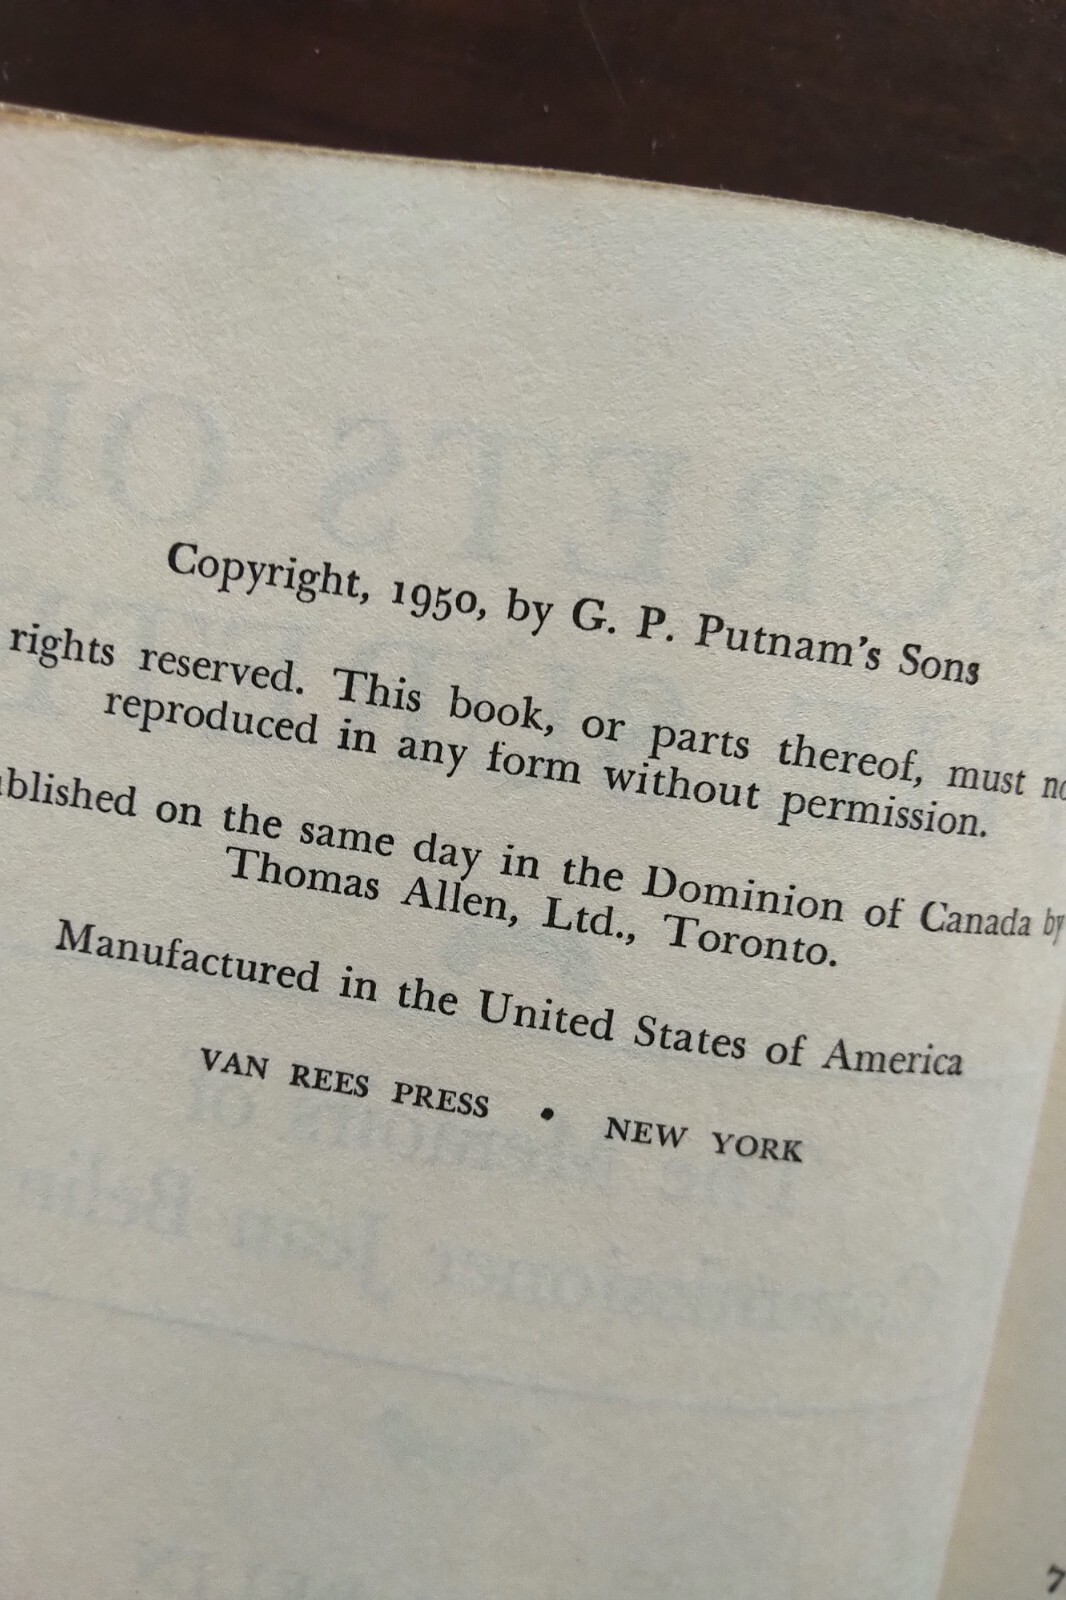 Copyright, 1950, by G. P. Putnam's Sons
rights reserved. This book, or parts thereof, must no
reproduced in any form without permission.
blished on the same day in the Dominion of Canada by
Thomas Allen, Ltd., Toronto.
Manufactured in the United States of America
VAN REES PRESS • NEW YORK
7